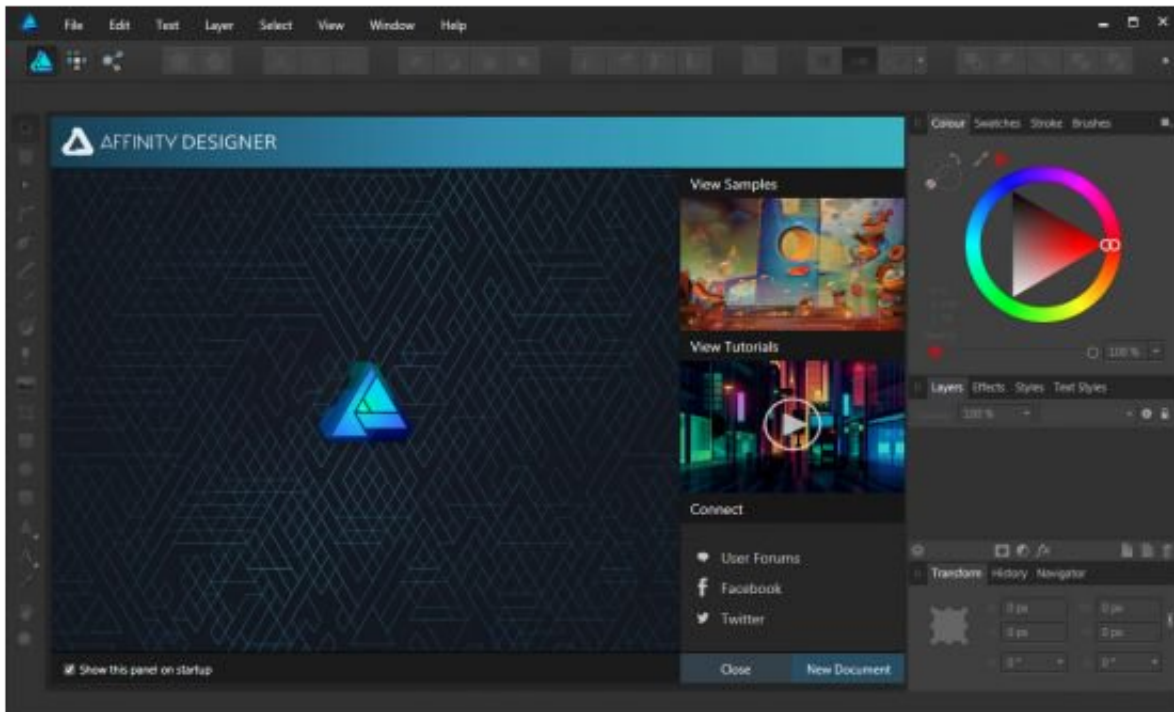 File Edit Text Layer Select View Window Help
AFFINITY DESIGNER
Colour Swatches Stroke Brushes
View Samples
View Tutorials
100 %
Layers Effects Styles Text Styles
100 %
Connect
User Forums
Facebook
Twitter
Transform History Navigator
0 px 0 px
0 px 0 px
0 ° 0 °
Show this panel on startup
Close New Document